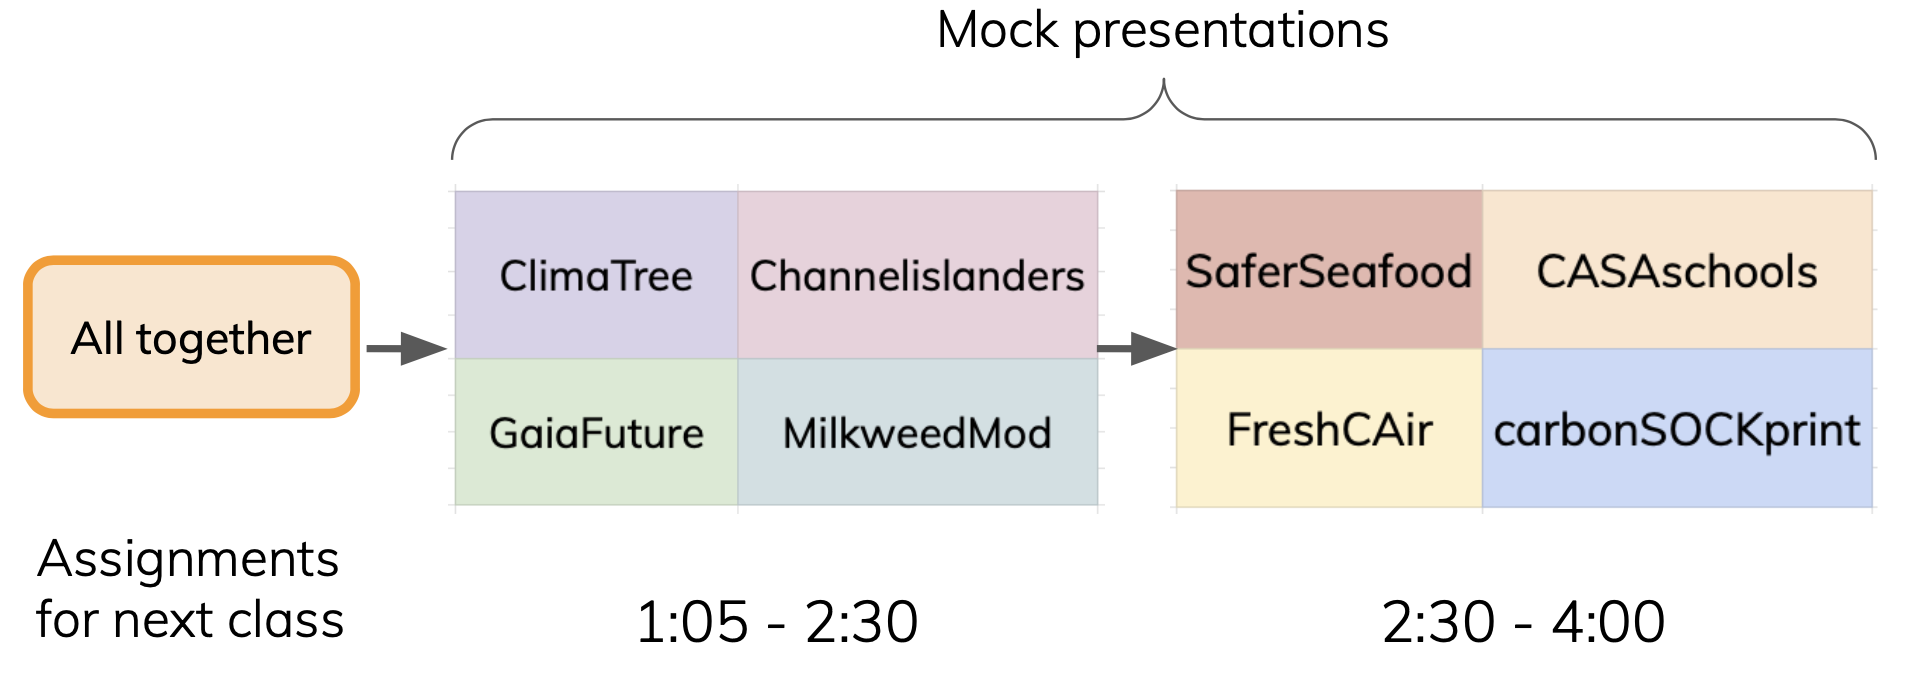 Mock presentations
All together
ClimaTree
Channelislanders
GaiaFuture
MilkweedMod
SaferSeafood
CASAschools
FreshCAir
carbonSOCKprint
Assignments
for next class
1:05 - 2:30
2:30 - 4:00